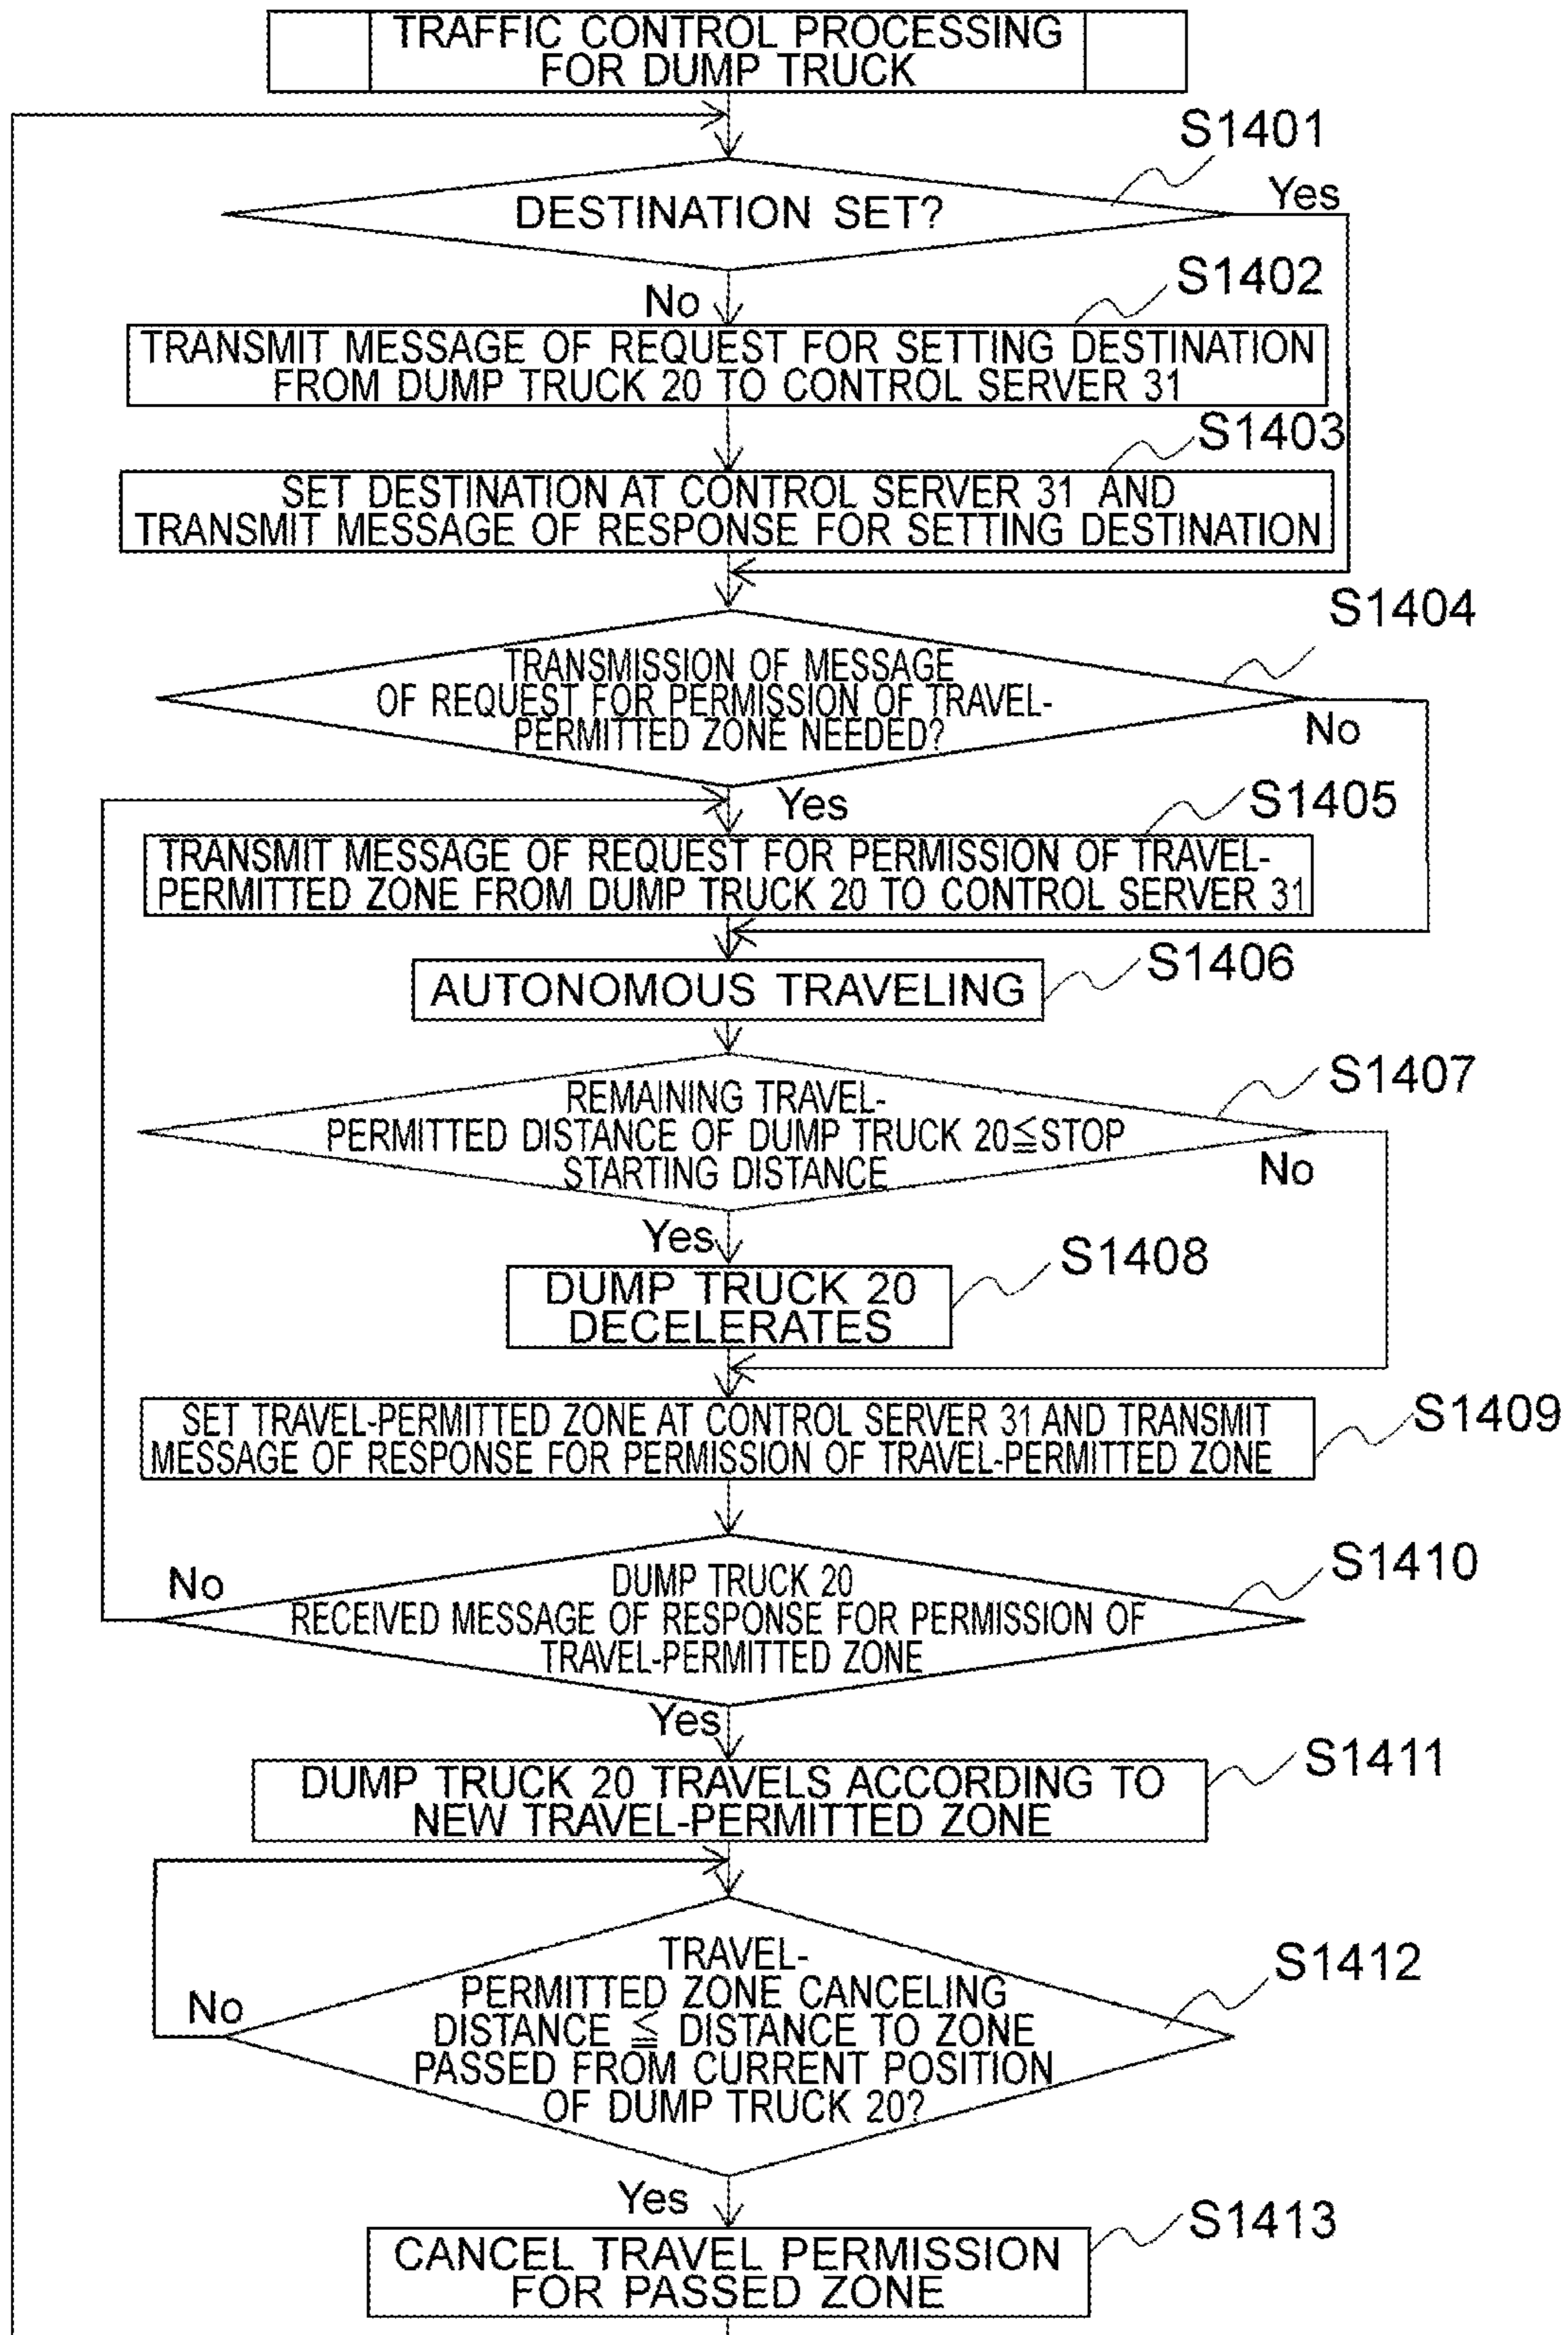 TRAFFIC CONTROL PROCESSING
FOR DUMP TRUCK
S1401
DESTINATION SET?
Yes
No
S1402
TRANSMIT MESSAGE OF REQUEST FOR SETTING DESTINATION
FROM DUMP TRUCK 20 TO CONTROL SERVER 31
S1403
SET DESTINATION AT CONTROL SERVER 31 AND
TRANSMIT MESSAGE OF RESPONSE FOR SETTING DESTINATION
S1404
TRANSMISSION OF MESSAGE
OF REQUEST FOR PERMISSION OF TRAVEL-
PERMITTED ZONE NEEDED?
No
Yes
S1405
TRANSMIT MESSAGE OF REQUEST FOR PERMISSION OF TRAVEL-
PERMITTED ZONE FROM DUMP TRUCK 20 TO CONTROL SERVER 31
S1406
AUTONOMOUS TRAVELING
S1407
REMAINING TRAVEL-
PERMITTED DISTANCE OF DUMP TRUCK 20≦STOP
STARTING DISTANCE
No
Yes
S1408
DUMP TRUCK 20
DECELERATES
S1409
SET TRAVEL-PERMITTED ZONE AT CONTROL SERVER 31 AND TRANSMIT
MESSAGE OF RESPONSE FOR PERMISSION OF TRAVEL-PERMITTED ZONE
S1410
No
DUMP TRUCK 20
RECEIVED MESSAGE OF RESPONSE FOR PERMISSION OF
TRAVEL-PERMITTED ZONE
Yes
S1411
DUMP TRUCK 20 TRAVELS ACCORDING TO
NEW TRAVEL-PERMITTED ZONE
S1412
No
TRAVEL-
PERMITTED ZONE CANCELING
DISTANCE ≦ DISTANCE TO ZONE
PASSED FROM CURRENT POSITION
OF DUMP TRUCK 20?
Yes
S1413
CANCEL TRAVEL PERMISSION
FOR PASSED ZONE